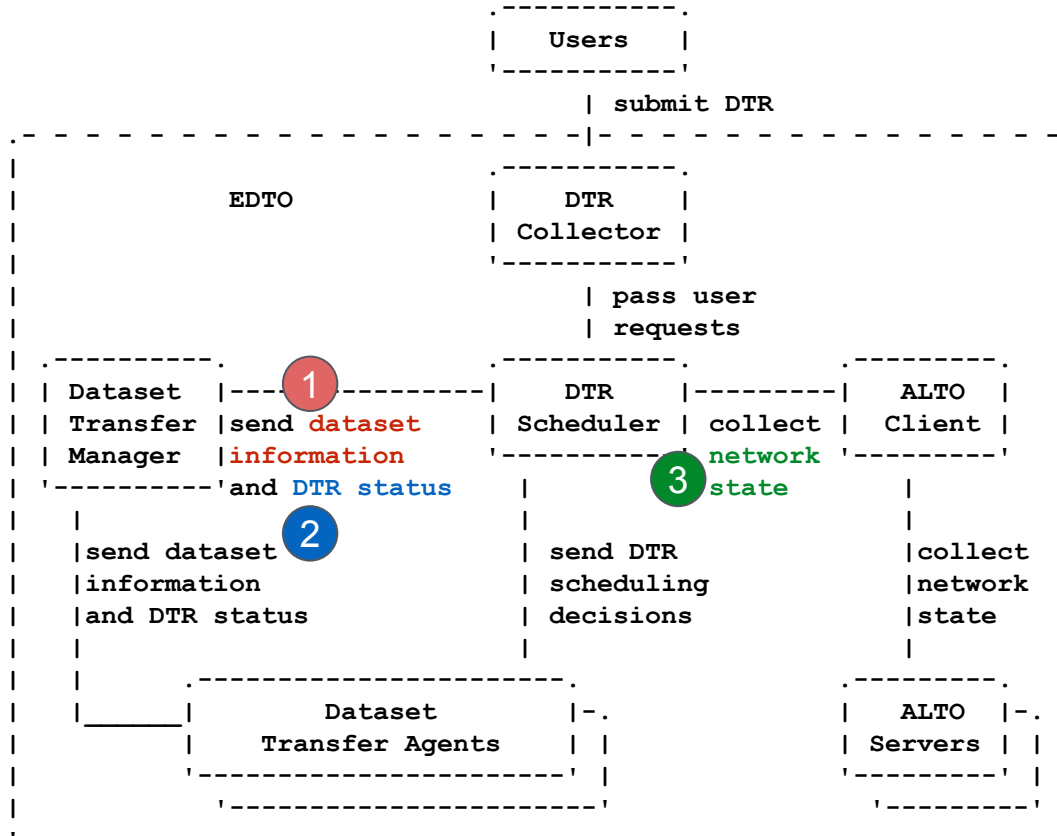 Users
submit DTR
EDTO
DTR
Collector
pass user
requests
Dataset
Transfer
Manager
1
send dataset
information
and DTR status
2
DTR
Scheduler
collect
network
state
3
ALTO
Client
send dataset
information
and DTR status
send DTR
scheduling
decisions
collect
network
state
Dataset
Transfer Agents
ALTO
Servers